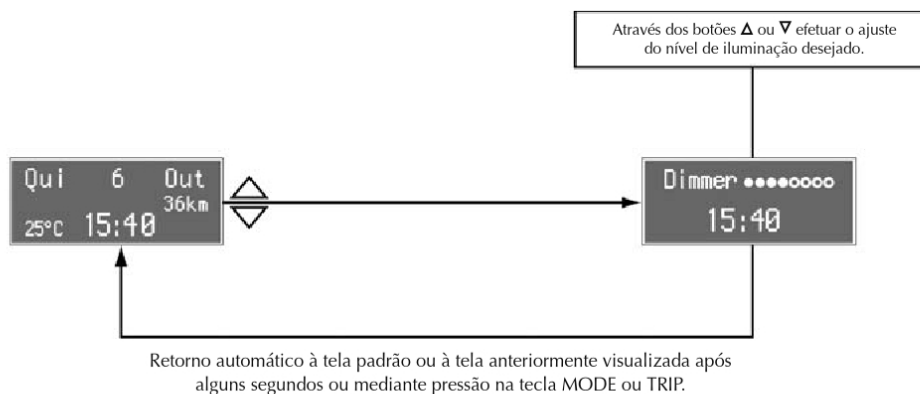 Através dos botões Δ ou ∇ efetuar o ajuste
do nível de iluminação desejado.
Qui 6 Out
36km
25°C 15:40
Dimmer ●●●●○○○○
15:40
Retorno automático à tela padrão ou à tela anteriormente visualizada após
alguns segundos ou mediante pressão na tecla MODE ou TRIP.